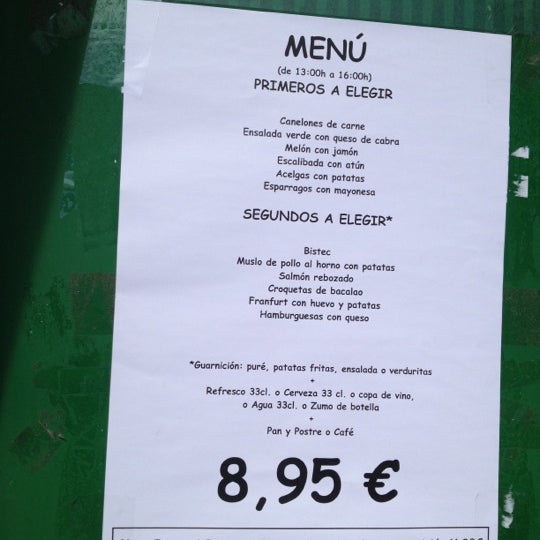 MENÚ
(de 13:00h a 16:00h)
PRIMEROS A ELEGIR
Canelones de carne
Ensalada verde con queso de cabra
Melón con jamón
Escalibada con atún
Acelgas con patatas
Esparragos con mayonesa
SEGUNDOS A ELEGIR*
Bistec
Muslo de pollo al horno con patatas
Salmón rebozado
Croquetas de bacalao
Franfurt con huevo y patatas
Hamburguesas con queso
*Guarnición: puré, patatas fritas, ensalada o verduritas
+
Refresco 33cl. o Cerveza 33 cl. o copa de vino,
o Agua 33cl. o Zumo de botella
+
Pan y Postre o Café
8,95 €